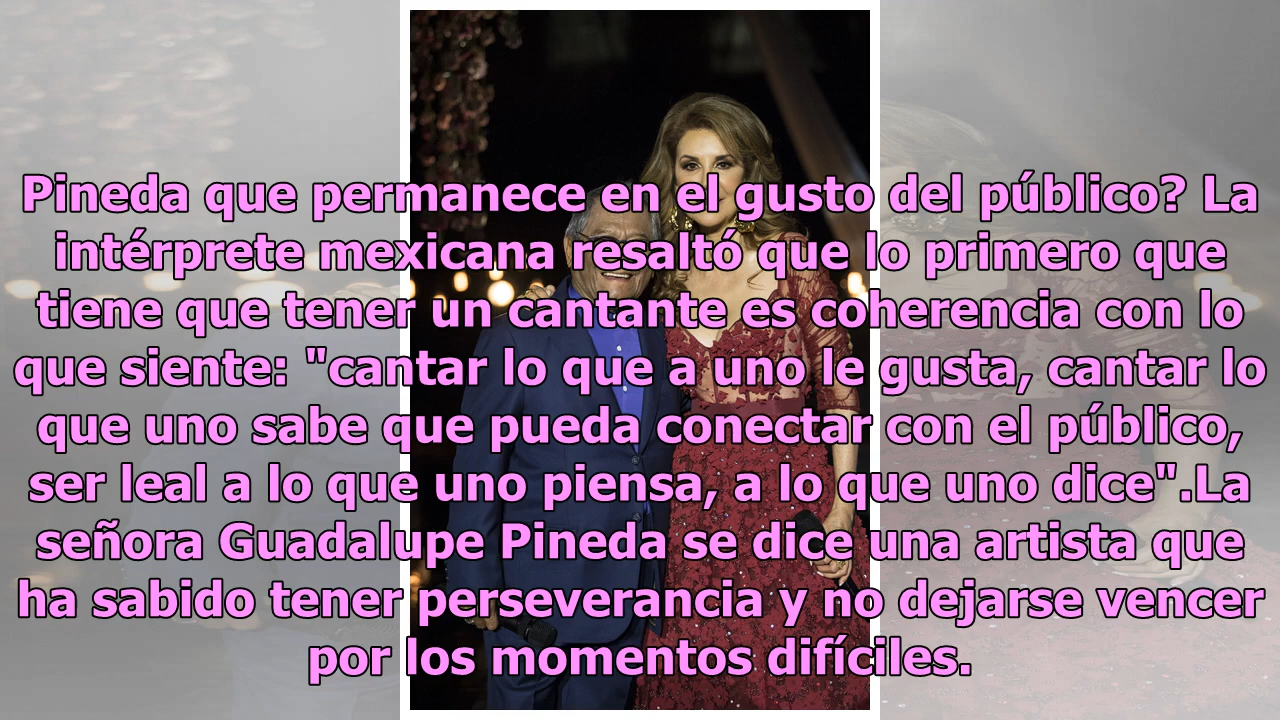 Pineda que permanece en el gusto del público? La
intérprete mexicana resaltó que lo primero que
tiene que tener un cantante es coherencia con lo
que siente: "cantar lo que a uno le gusta, cantar lo
que uno sabe que pueda conectar con el público,
ser leal a lo que uno piensa, a lo que uno dice".La
señora Guadalupe Pineda se dice una artista que
ha sabido tener perseverancia y no dejarse vencer
por los momentos difíciles.